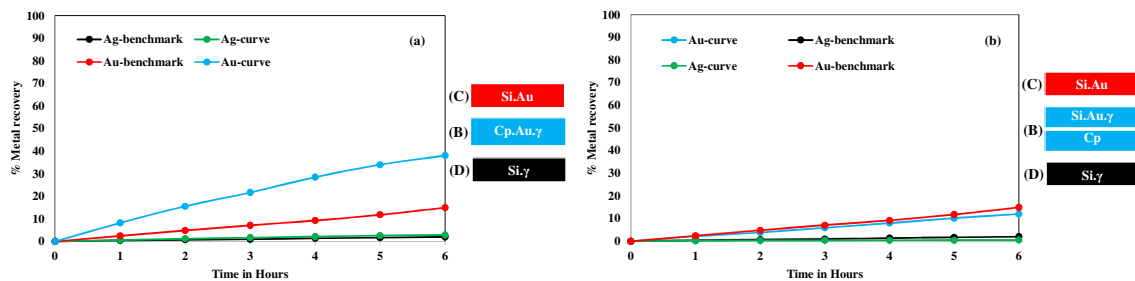 100
90
80
70
60
50
40
30
20
10
0
% Metal recovery
Ag-benchmark Ag-curve (a)
Au-benchmark Au-curve
0 1 2 3 4 5 6
Time in Hours
(C) Si.Au
(B) Cp.Au.γ
(D) Si.γ
100
90
80
70
60
50
40
30
20
10
0
% Metal recovery
Au-curve Ag-benchmark (b)
Ag-curve Au-benchmark
0 1 2 3 4 5 6
Time in Hours
(C) Si.Au
Si.Au.γ
(B)
Cp
(D) Si.γ